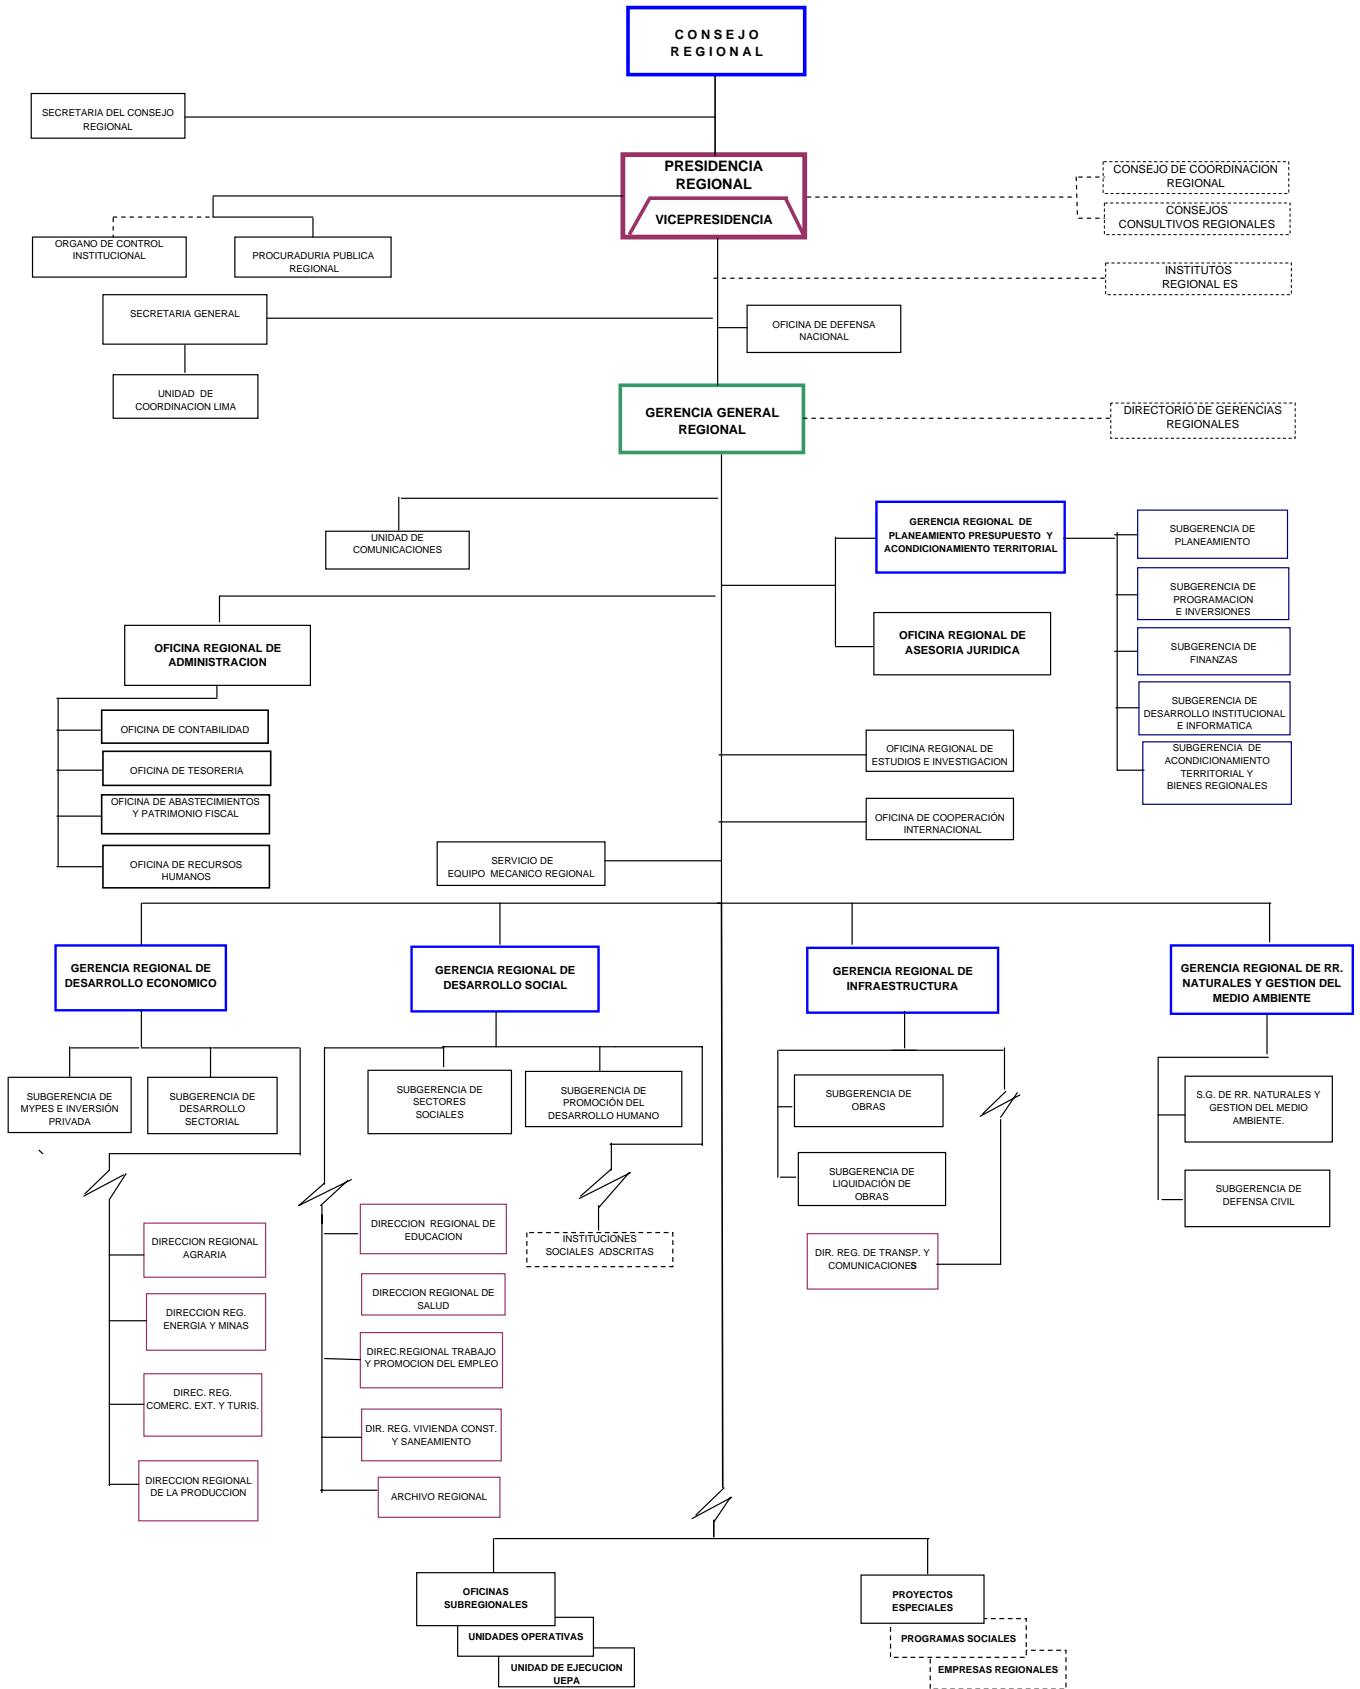 CONSEJO
REGIONAL
SECRETARIA DEL CONSEJO
REGIONAL
PRESIDENCIA
REGIONAL
VICEPRESIDENCIA
CONSEJO DE COORDINACION
REGIONAL
CONSEJOS
CONSULTIVOS REGIONALES
ORGANO DE CONTROL
INSTITUCIONAL
PROCURADURIA PUBLICA
REGIONAL
INSTITUTOS
REGIONAL ES
SECRETARIA GENERAL
OFICINA DE DEFENSA
NACIONAL
UNIDAD DE
COORDINACION LIMA
GERENCIA GENERAL
REGIONAL
DIRECTORIO DE GERENCIAS
REGIONALES
UNIDAD DE
COMUNICACIONES
GERENCIA REGIONAL DE
PLANEAMIENTO PRESUPUESTO Y
ACONDICIONAMIENTO TERRITORIAL
SUBGERENCIA DE
PLANEAMIENTO
SUBGERENCIA DE
PROGRAMACION
E INVERSIONES
OFICINA REGIONAL DE
ADMINISTRACION
OFICINA REGIONAL DE
ASESORIA JURIDICA
SUBGERENCIA DE
FINANZAS
SUBGERENCIA DE
DESARROLLO INSTITUCIONAL
E INFORMATICA
SUBGERENCIA DE
ACONDICIONAMIENTO
TERRITORIAL Y
BIENES REGIONALES
OFICINA DE CONTABILIDAD
OFICINA DE TESORERIA
OFICINA DE ABASTECIMIENTOS
Y PATRIMONIO FISCAL
OFICINA DE RECURSOS
HUMANOS
OFICINA REGIONAL DE
ESTUDIOS E INVESTIGACION
OFICINA DE COOPERACIÓN
INTERNACIONAL
SERVICIO DE
EQUIPO MECANICO REGIONAL
GERENCIA REGIONAL DE
DESARROLLO ECONOMICO
GERENCIA REGIONAL DE
DESARROLLO SOCIAL
GERENCIA REGIONAL DE
INFRAESTRUCTURA
GERENCIA REGIONAL DE RR.
NATURALES Y GESTION DEL
MEDIO AMBIENTE
SUBGERENCIA DE
MYPES E INVERSIÓN
PRIVADA
SUBGERENCIA DE
DESARROLLO
SECTORIAL
SUBGERENCIA DE
SECTORES
SOCIALES
SUBGERENCIA DE
PROMOCIÓN DEL
DESARROLLO HUMANO
SUBGERENCIA DE
OBRAS
S.G. DE RR. NATURALES Y
GESTION DEL MEDIO
AMBIENTE.
SUBGERENCIA DE
LIQUIDACIÓN DE
OBRAS
SUBGERENCIA DE
DEFENSA CIVIL
DIRECCION REGIONAL
AGRARIA
DIRECCION REG.
ENERGIA Y MINAS
DIREC. REG.
COMERC. EXT. Y TURIS.
DIRECCION REGIONAL
DE LA PRODUCCION
DIRECCION REGIONAL DE
EDUCACION
DIRECCION REGIONAL DE
SALUD
DIREC.REGIONAL TRABAJO
Y PROMOCION DEL EMPLEO
DIR. REG. VIVIENDA CONST.
Y SANEAMIENTO
ARCHIVO REGIONAL
INSTITUCIONES
SOCIALES ADSCRITAS
DIR. REG. DE TRANSP. Y
COMUNICACIONES
OFICINAS
SUBREGIONALES
UNIDADES OPERATIVAS
UNIDAD DE EJECUCION
UEPA
PROYECTOS
ESPECIALES
PROGRAMAS SOCIALES
EMPRESAS REGIONALES